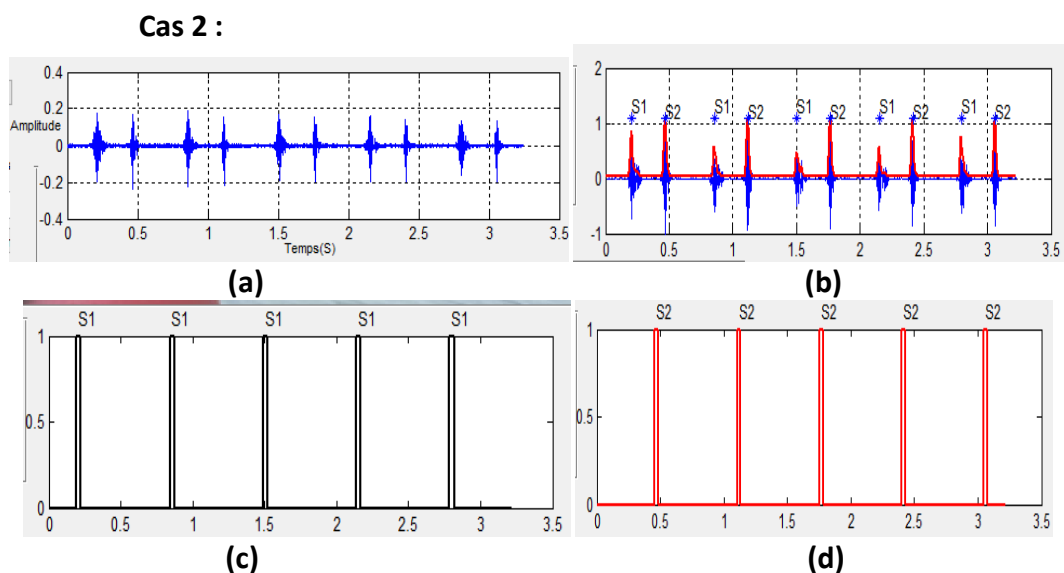 Cas 2 :
0.4
0.2
Amplitude
0
-0.2
-0.4
0 0.5 1 1.5 2 2.5 3 3.5
Temps(S)
(a)
2
1
0
-1
S1 S2 S1 S2 S1 S2 S1 S2 S1 S2
0 0.5 1 1.5 2 2.5 3 3.5
(b)
S1 S1 S1 S1 S1
1
0.5
0
0 0.5 1 1.5 2 2.5 3 3.5
(c)
S2 S2 S2 S2 S2
1
0.5
0
0 0.5 1 1.5 2 2.5 3 3.5
(d)